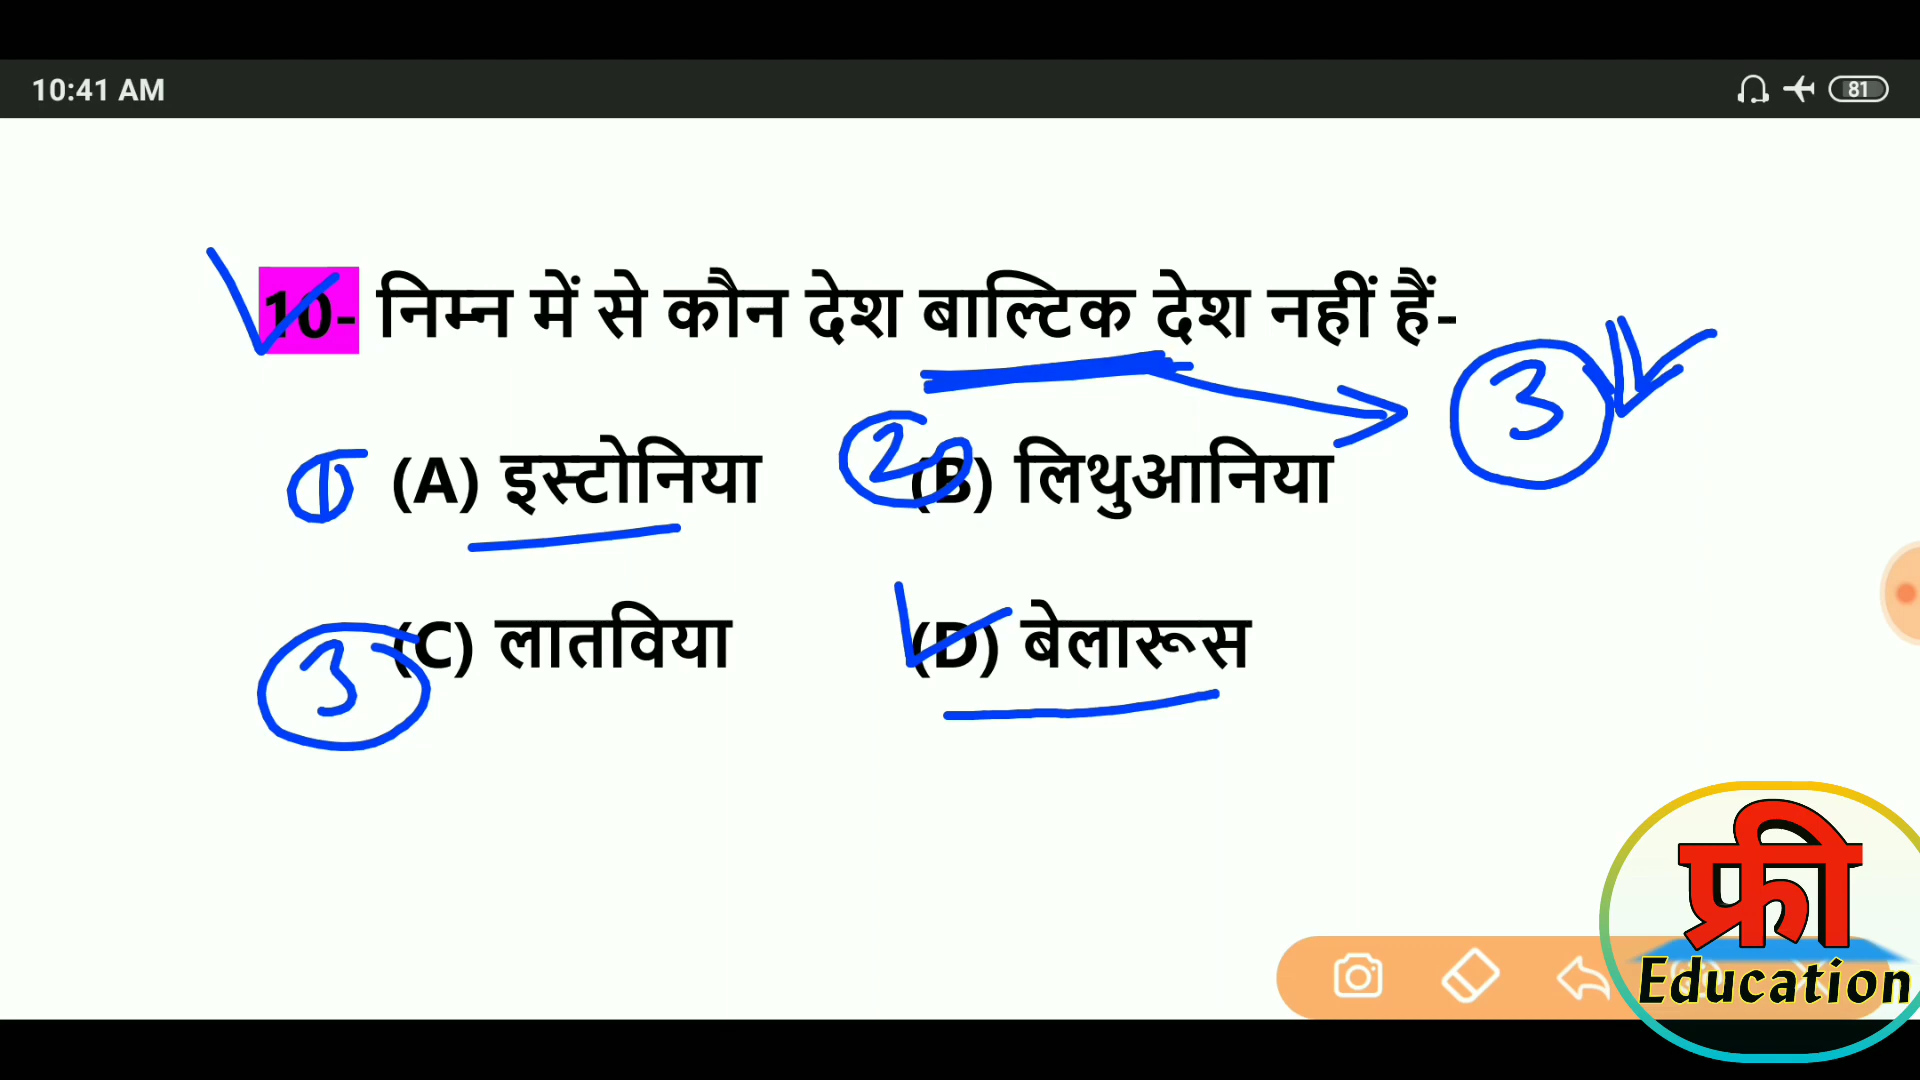 10:41 AM
81
10- निम्न में से कौन देश बाल्टिक देश नहीं हैं-
3
1 (A) इस्टोनिया 2 (B) लिथुआनिया
3 (C) लातविया (D) बेलारूस
फ्री
Education